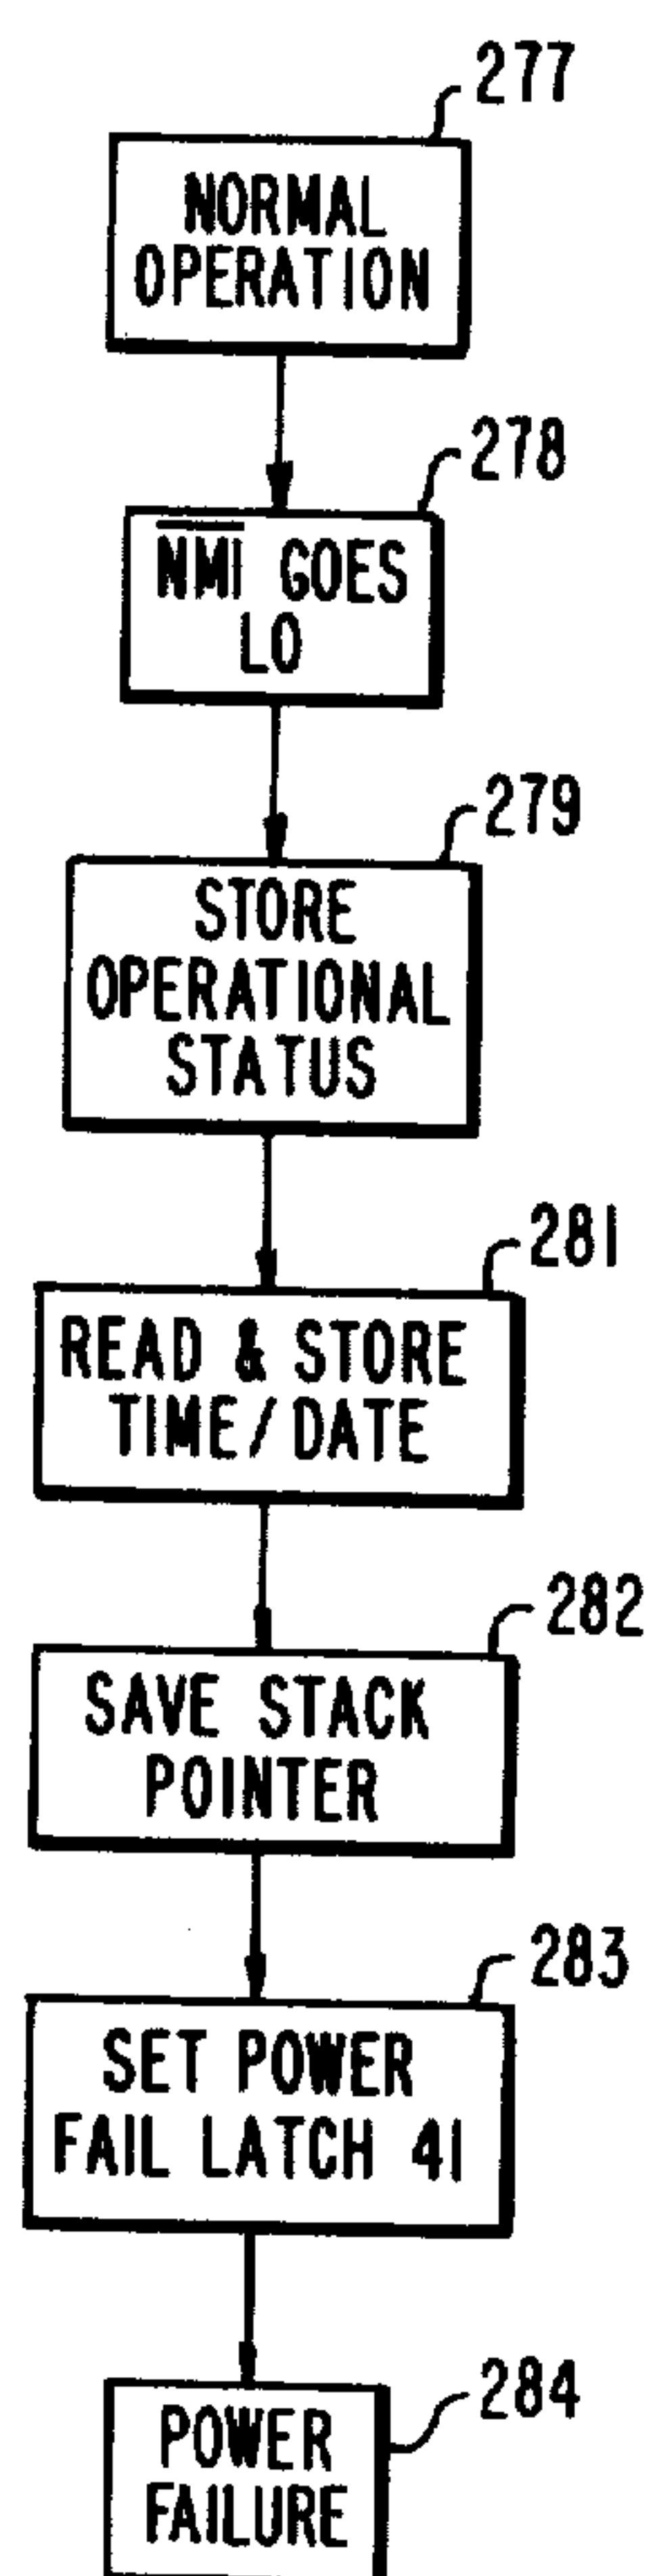 277
NORMAL
OPERATION
278
N̅M̅I̅ GOES
LO
279
STORE
OPERATIONAL
STATUS
281
READ & STORE
TIME/DATE
282
SAVE STACK
POINTER
283
SET POWER
FAIL LATCH 41
284
POWER
FAILURE